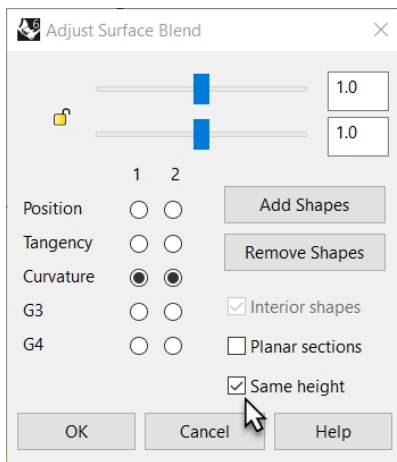 6
Adjust Surface Blend
1.0
1.0
1 2
Position
Add Shapes
Tangency
Remove Shapes
Curvature
G3
Interior shapes
G4
Planar sections
Same height
OK Cancel Help